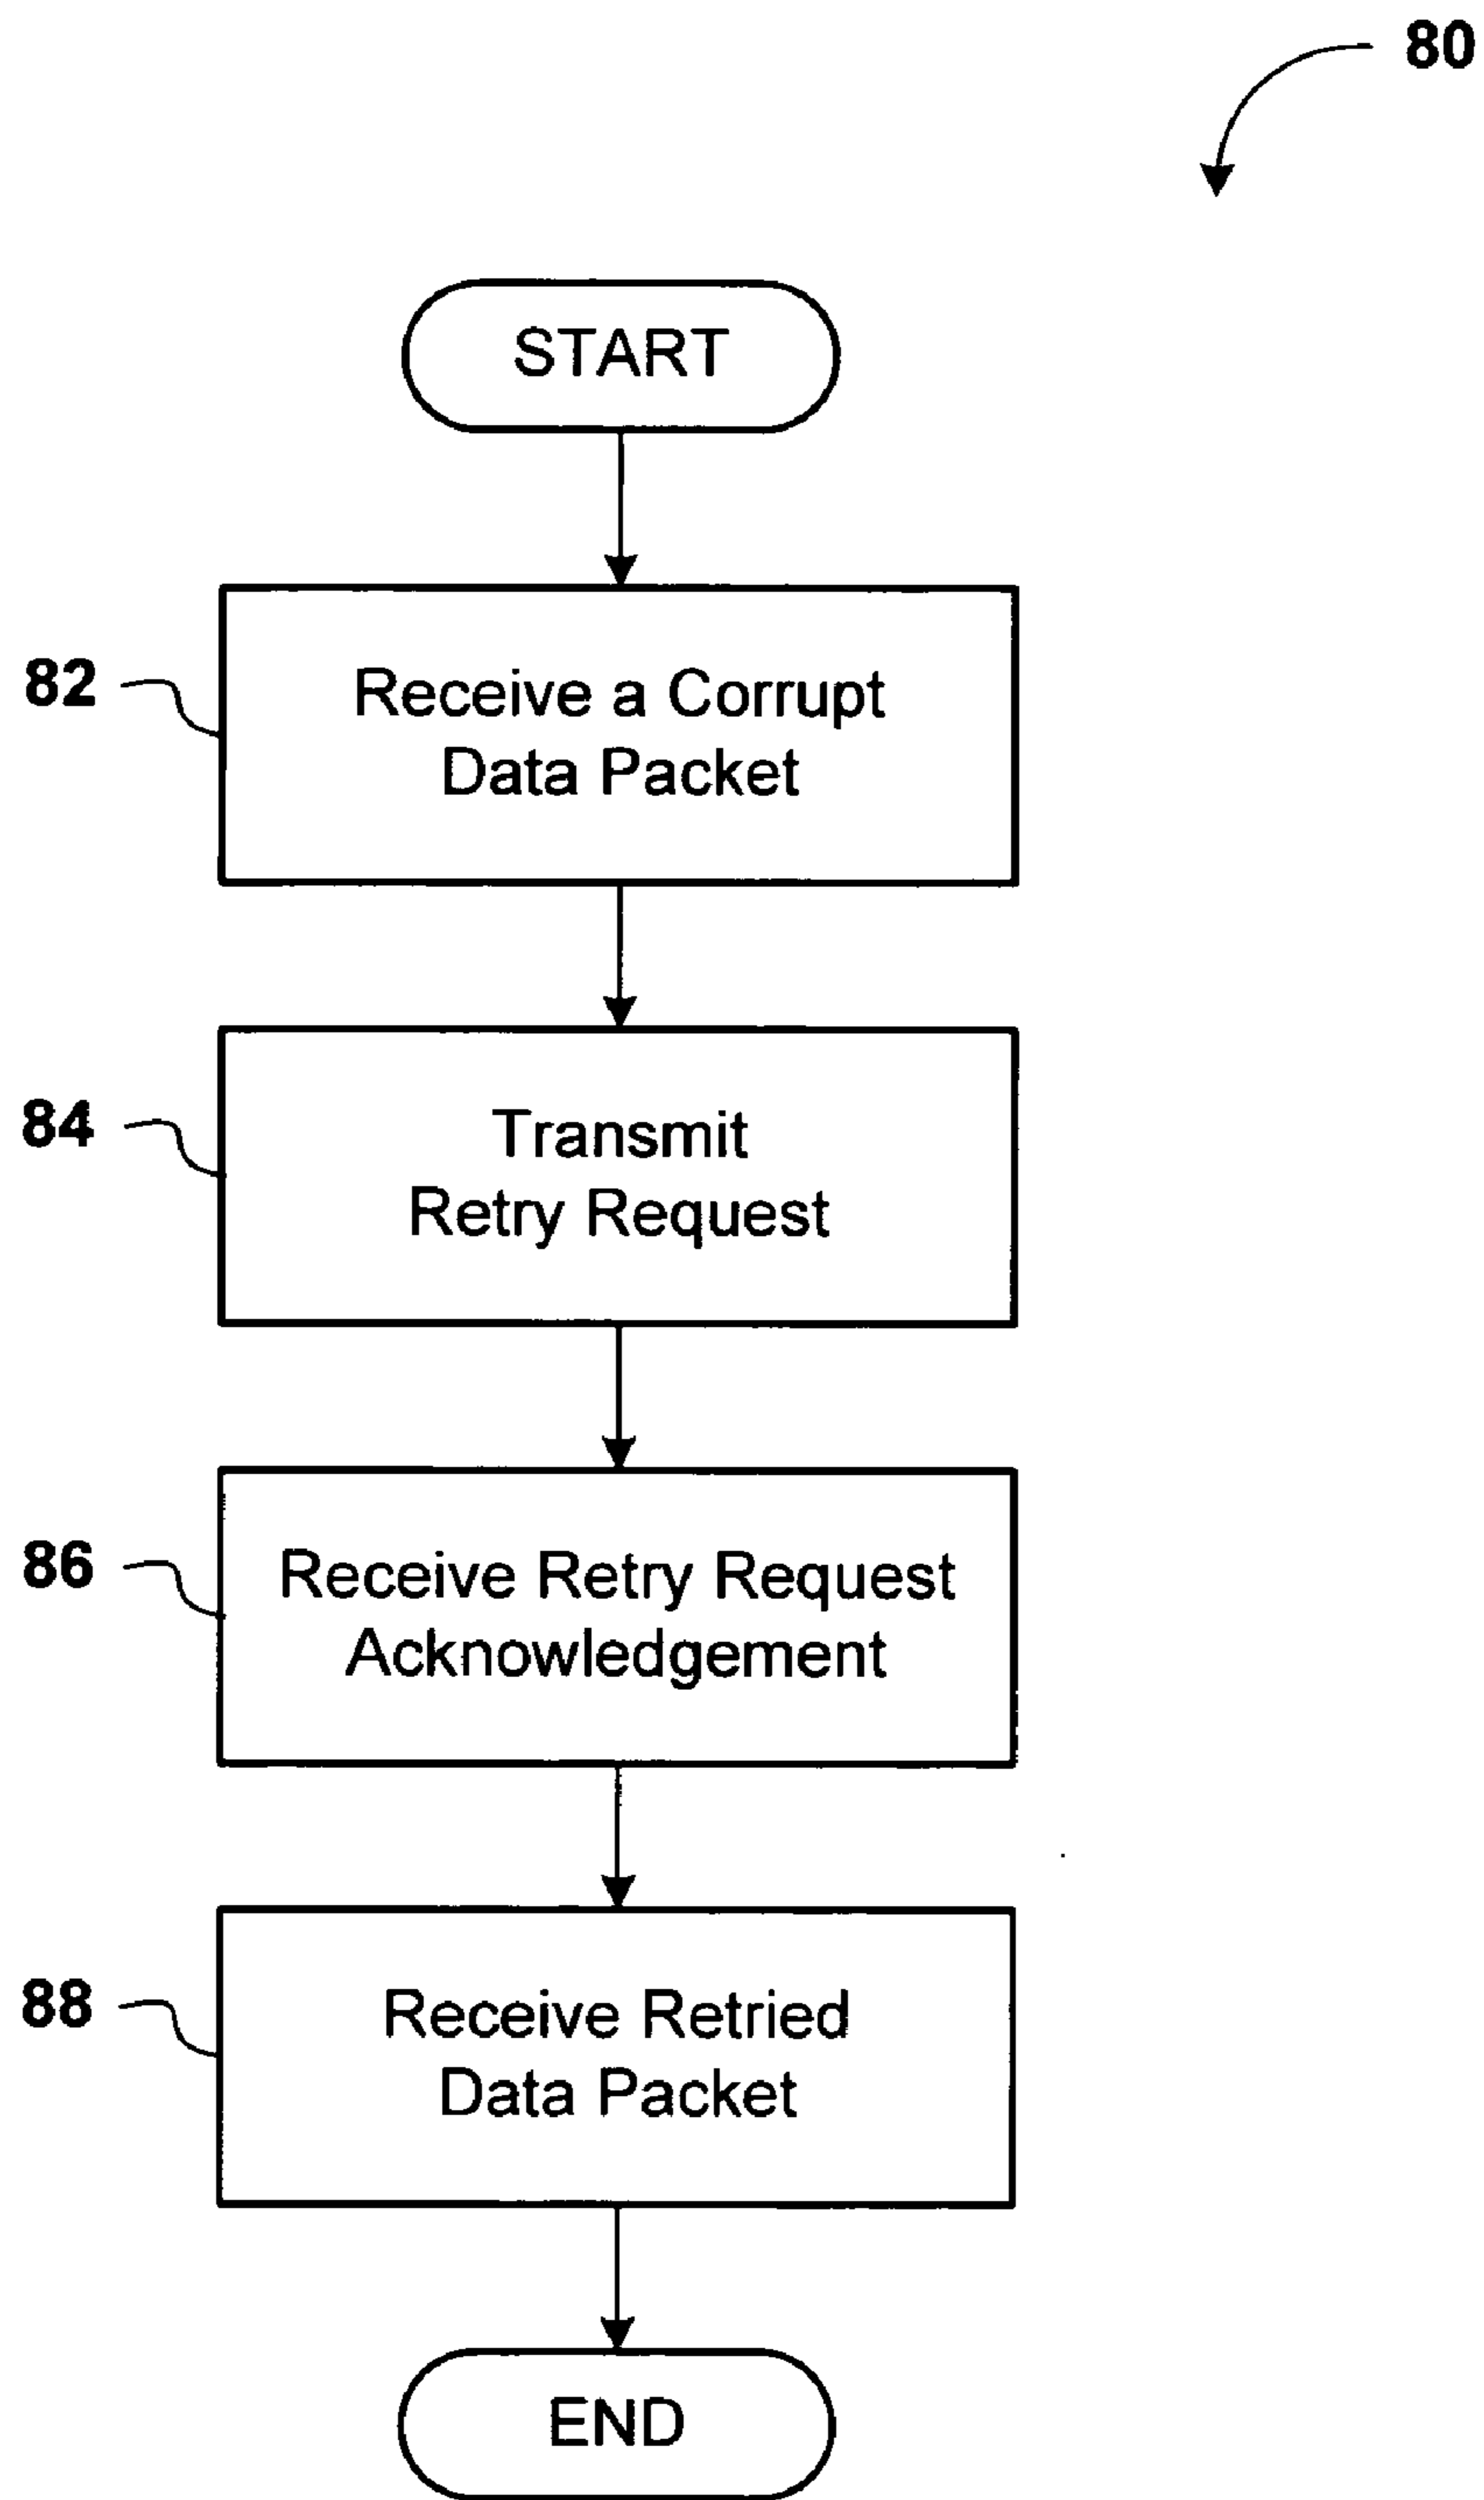 80
START
82
Receive a Corrupt
Data Packet
84
Transmit
Retry Request
86
Receive Retry Request
Acknowledgement
88
Receive Retried
Data Packet
END